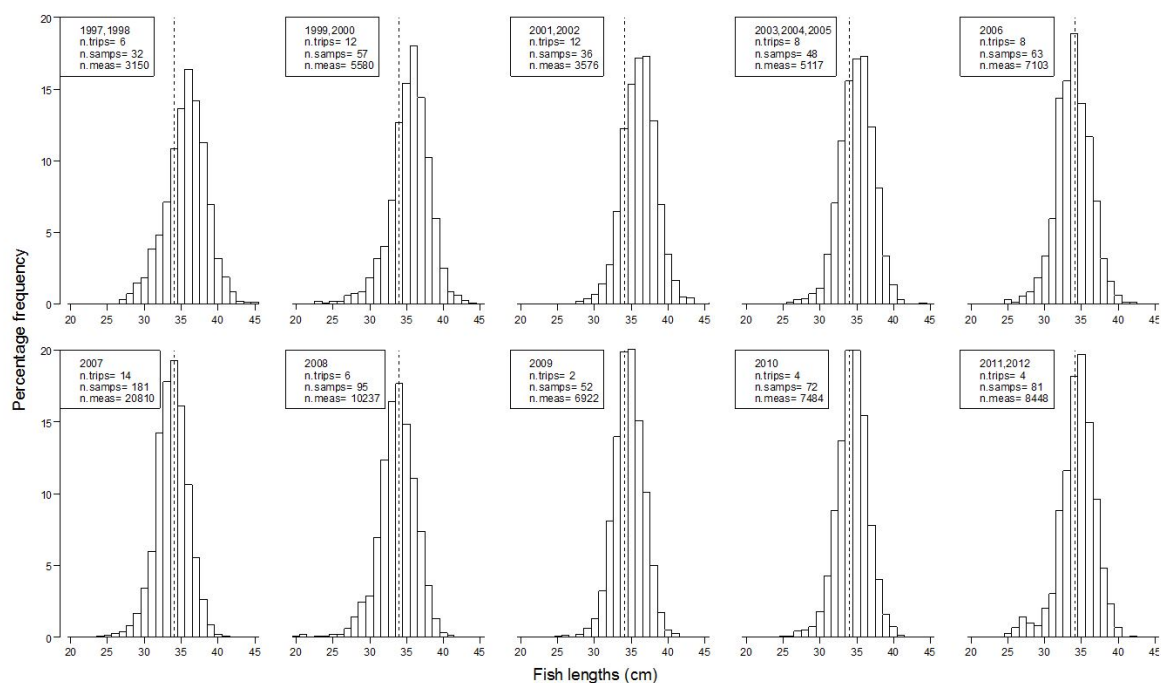 20
15
10
5
0
1997,1998
n.trips= 6
n.samps= 32
n.meas= 3150
1999,2000
n.trips= 12
n.samps= 57
n.meas= 5580
2001,2002
n.trips= 12
n.samps= 36
n.meas= 3576
2003,2004,2005
n.trips= 8
n.samps= 48
n.meas= 5117
2006
n.trips= 8
n.samps= 63
n.meas= 7103
20 25 30 35 40 45 20 25 30 35 40 45 20 25 30 35 40 45 20 25 30 35 40 45 20 25 30 35 40 45
Percentage frequency
20
15
10
5
0
2007
n.trips= 14
n.samps= 181
n.meas= 20810
2008
n.trips= 6
n.samps= 95
n.meas= 10237
2009
n.trips= 2
n.samps= 52
n.meas= 6922
2010
n.trips= 4
n.samps= 72
n.meas= 7484
2011,2012
n.trips= 4
n.samps= 81
n.meas= 8448
20 25 30 35 40 45 20 25 30 35 40 45 20 25 30 35 40 45 20 25 30 35 40 45 20 25 30 35 40 45
Fish lengths (cm)